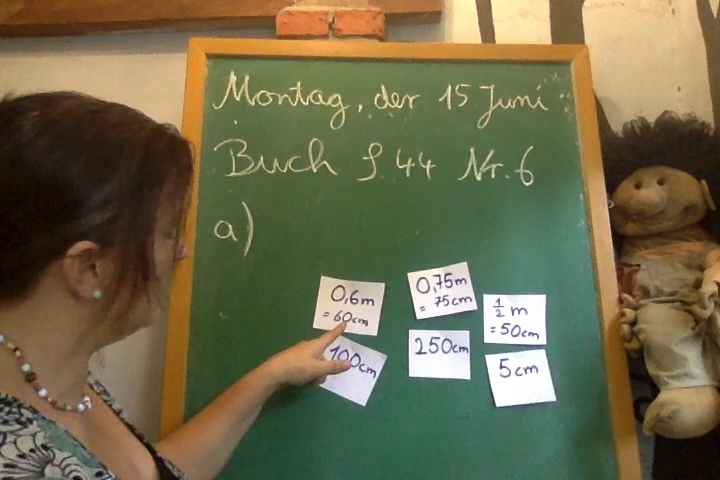 Montag, der 15 Juni
Buch S. 44 Nr. 6
a)
0,6m
= 60cm
0,75m
= 75cm
1/2 m
= 50cm
100cm
250cm
5cm